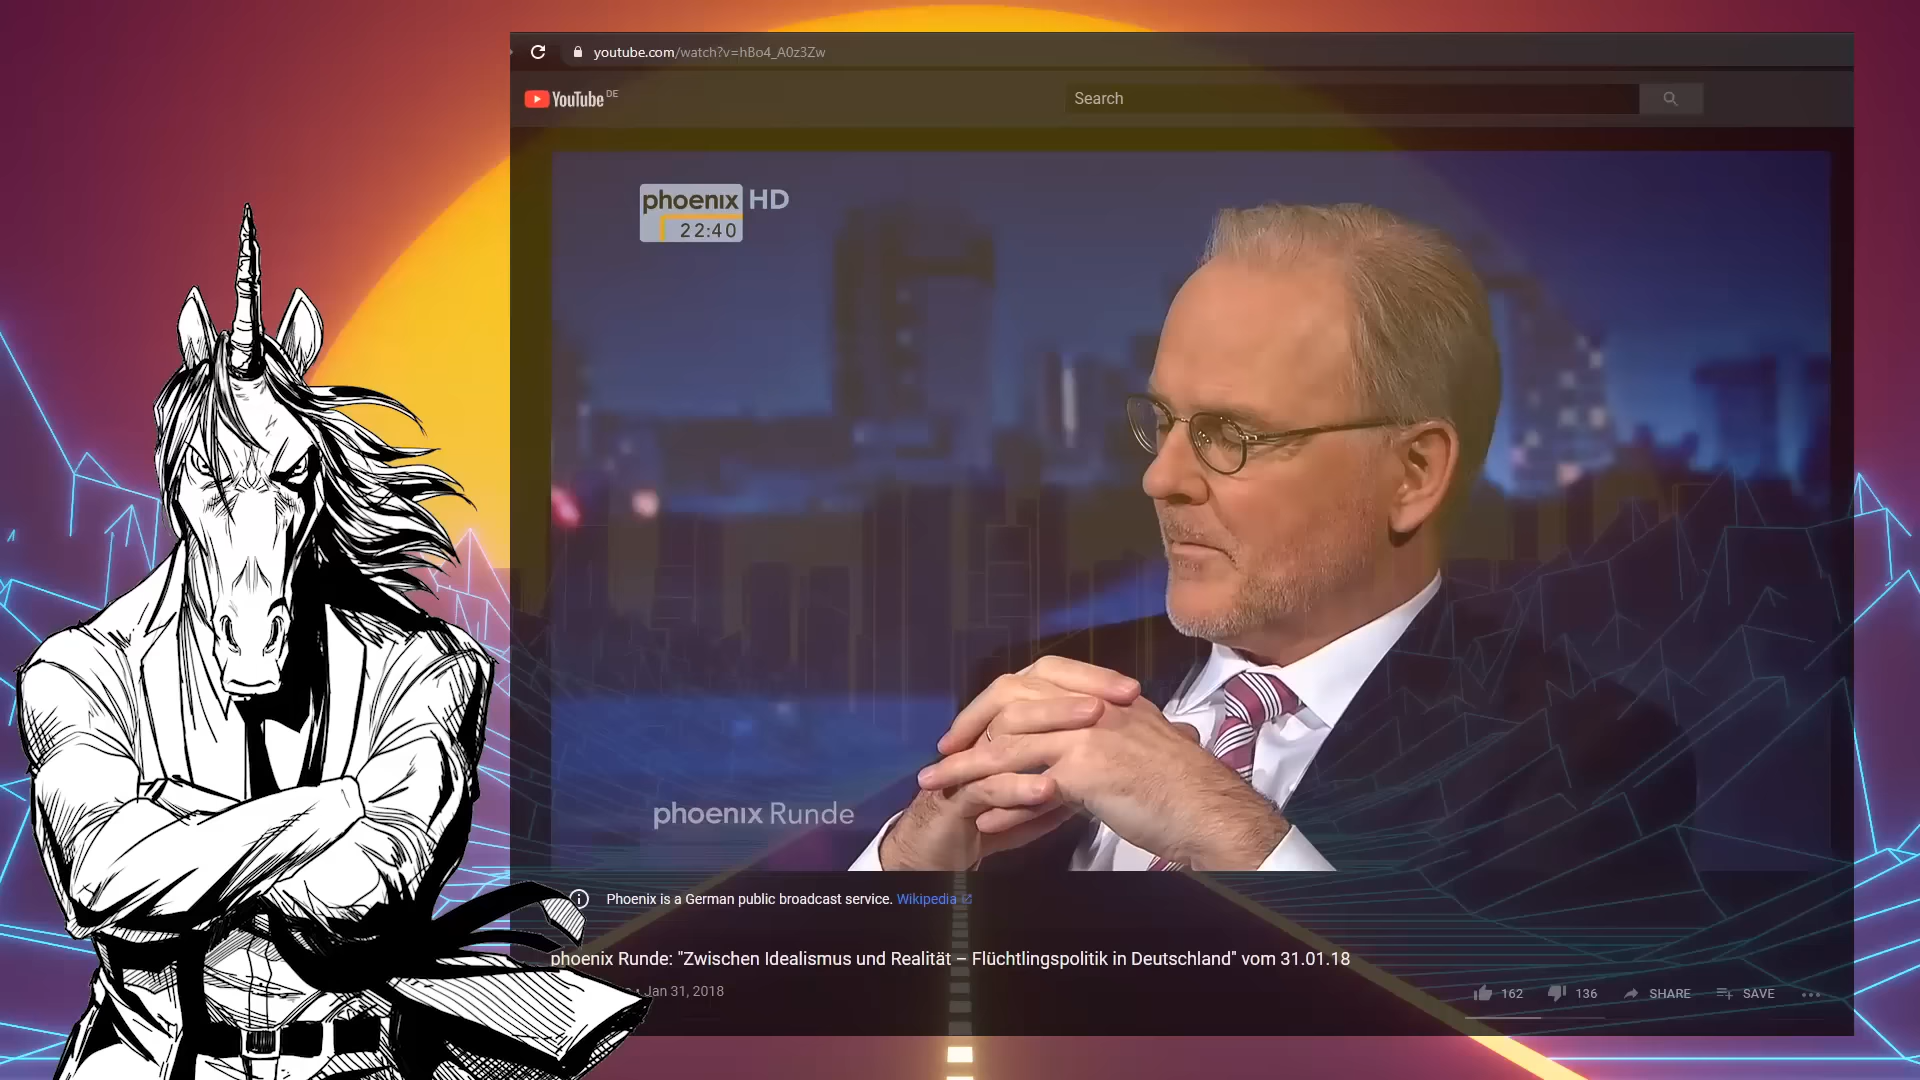 youtube.com/watch?v=hBo4_A0z3Zw
YouTube DE
Search
phoenix HD
22:40
phoenix Runde
Phoenix is a German public broadcast service. Wikipedia
phoenix Runde: "Zwischen Idealismus und Realität – Flüchtlingspolitik in Deutschland" vom 31.01.18
Jan 31, 2018
162 136 SHARE SAVE